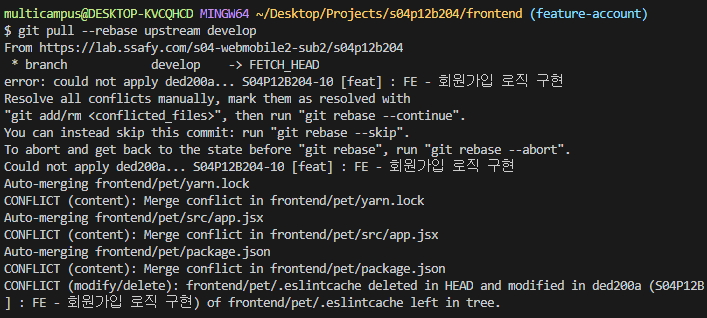 multicampus@DESKTOP-KVCQHCD MINGW64 ~/Desktop/Projects/s04p12b204/frontend (feature-account)
$ git pull --rebase upstream develop
From https://lab.ssafy.com/s04-webmobile2-sub2/s04p12b204
 * branch            develop    -> FETCH_HEAD
error: could not apply ded200a... S04P12B204-10 [feat] : FE - 회원가입 로직 구현
Resolve all conflicts manually, mark them as resolved with
"git add/rm <conflicted_files>", then run "git rebase --continue".
You can instead skip this commit: run "git rebase --skip".
To abort and get back to the state before "git rebase", run "git rebase --abort".
Could not apply ded200a... S04P12B204-10 [feat] : FE - 회원가입 로직 구현
Auto-merging frontend/pet/yarn.lock
CONFLICT (content): Merge conflict in frontend/pet/yarn.lock
Auto-merging frontend/pet/src/app.jsx
CONFLICT (content): Merge conflict in frontend/pet/src/app.jsx
Auto-merging frontend/pet/package.json
CONFLICT (content): Merge conflict in frontend/pet/package.json
CONFLICT (modify/delete): frontend/pet/.eslintcache deleted in HEAD and modified in ded200a (S04P12B
] : FE - 회원가입 로직 구현) of frontend/pet/.eslintcache left in tree.